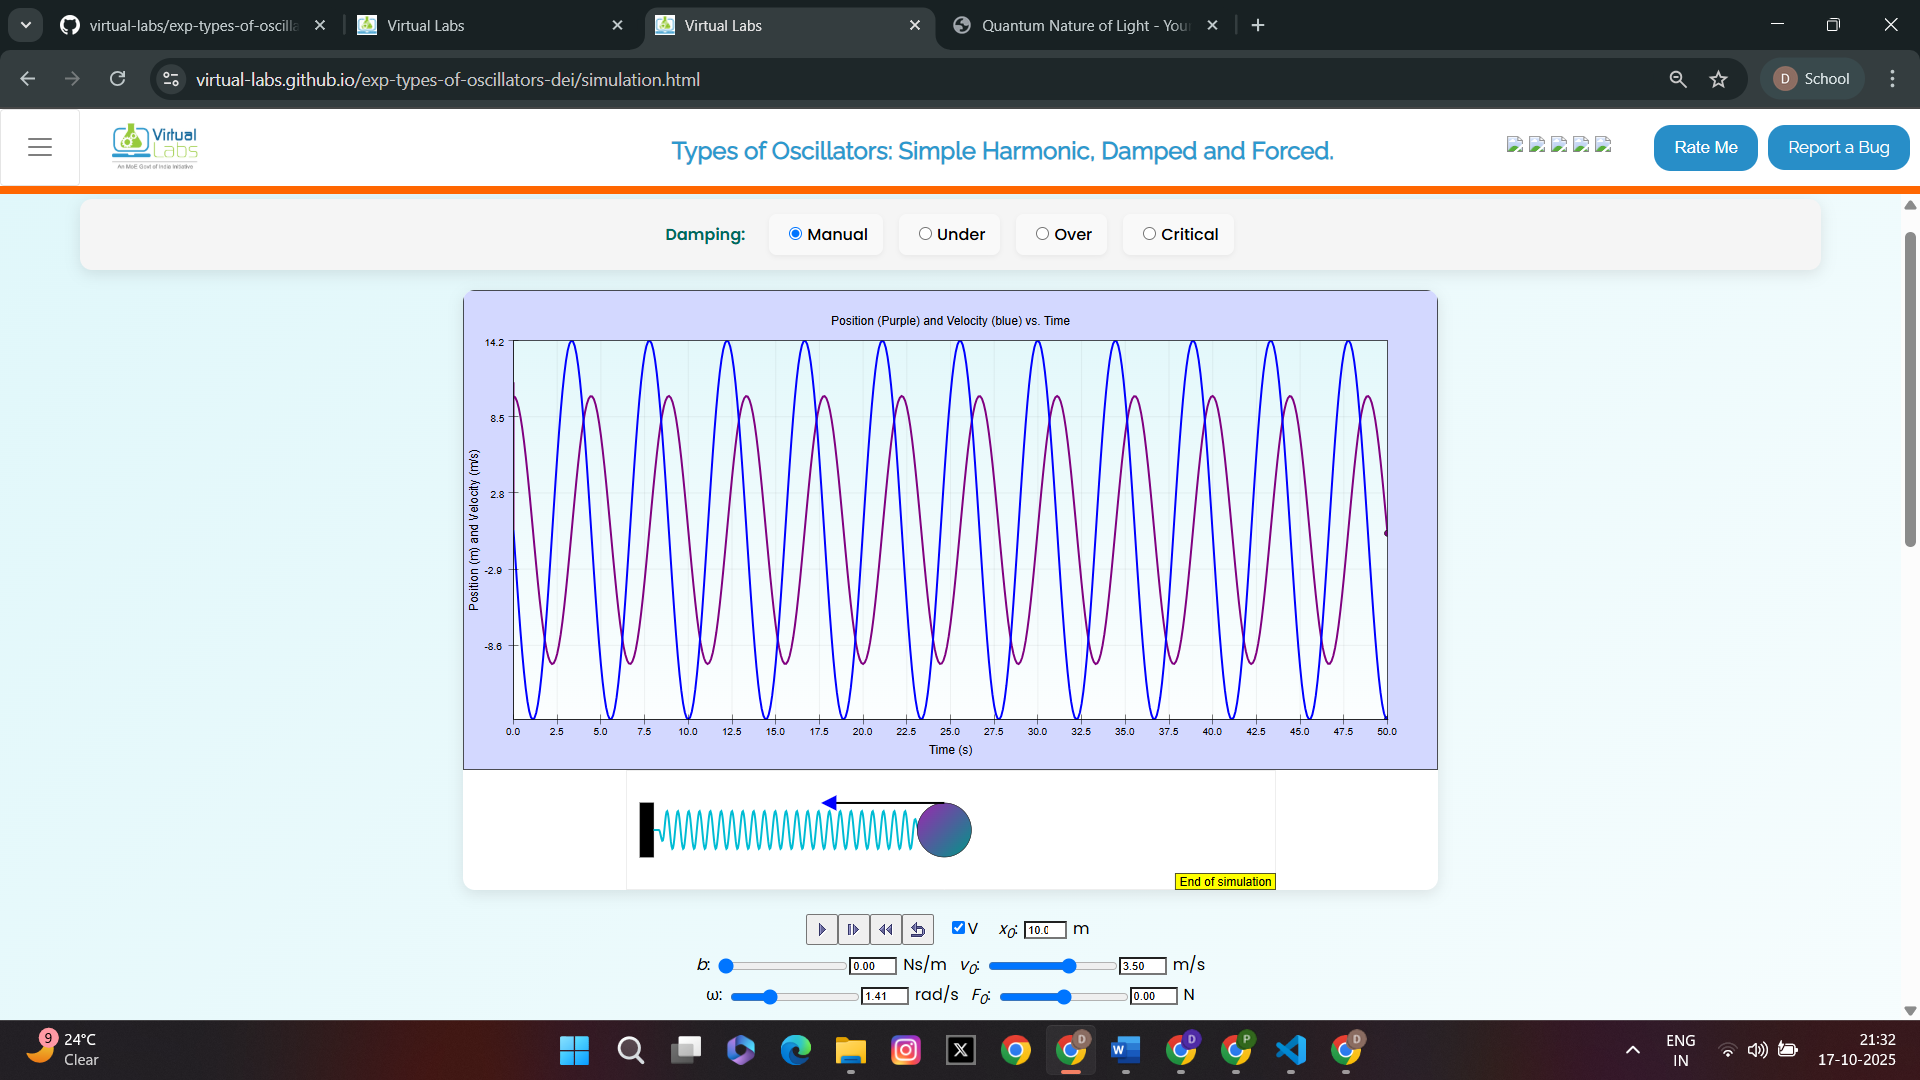 virtual-labs/exp-types-of-oscilla
Virtual Labs
Virtual Labs
Quantum Nature of Light - You
virtual-labs.github.io/exp-types-of-oscillators-dei/simulation.html
D School
Virtual
Labs
An MoE Govt of India Initiative
Types of Oscillators: Simple Harmonic, Damped and Forced.
Rate Me
Report a Bug
Damping: Manual Under Over Critical
Position (Purple) and Velocity (blue) vs. Time
Position (m) and Velocity (m/s)
14.2
8.5
2.8
-2.9
-8.6
0.0 2.5 5.0 7.5 10.0 12.5 15.0 17.5 20.0 22.5 25.0 27.5 30.0 32.5 35.0 37.5 40.0 42.5 45.0 47.5 50.0
Time (s)
End of simulation
V x0: 10.0 m
b: 0.00 Ns/m v0: 3.50 m/s
ω: 1.41 rad/s F0: 0.00 N
9
24°C
Clear
D
W
D
P
D
ENG
IN
21:32
17-10-2025